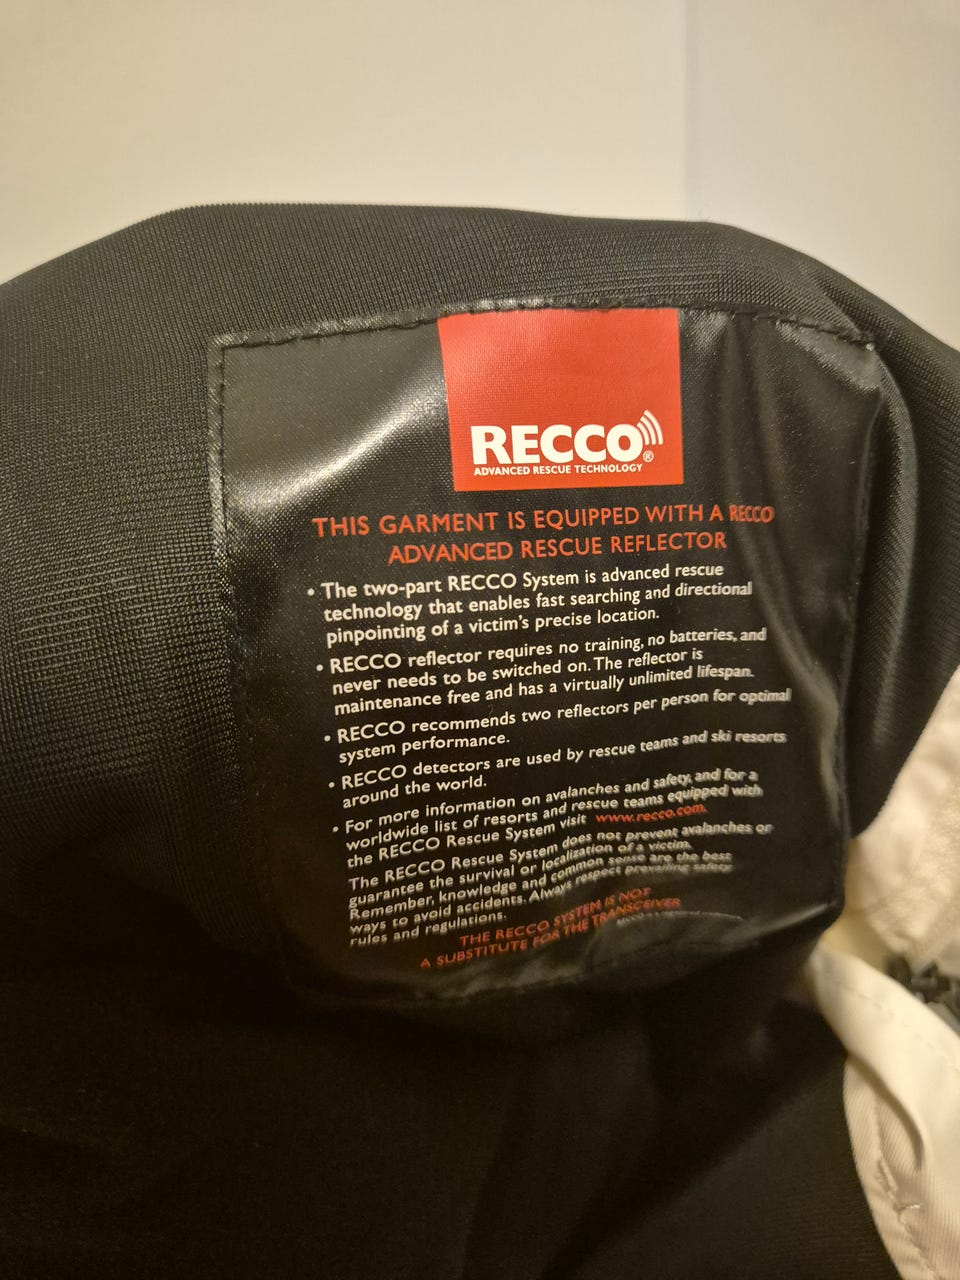 RECCO®
ADVANCED RESCUE TECHNOLOGY
THIS GARMENT IS EQUIPPED WITH A RECCO
ADVANCED RESCUE REFLECTOR
• The two-part RECCO System is advanced rescue
technology that enables fast searching and directional
pinpointing of a victim's precise location.
• RECCO reflector requires no training, no batteries, and
never needs to be switched on. The reflector is
maintenance free and has a virtually unlimited lifespan.
• RECCO recommends two reflectors per person for optimal
system performance.
• RECCO detectors are used by rescue teams and ski resorts
around the world.
• For more information on avalanches and safety, and for a
worldwide list of resorts and rescue teams equipped with
the RECCO Rescue System visit www.recco.com.
The RECCO Rescue System does not prevent avalanches or
guarantee the survival or localization of a victim.
Remember, knowledge and common sense are the best
ways to avoid accidents. Always respect prevailing safety
rules and regulations.
THE RECCO SYSTEM IS NOT
A SUBSTITUTE FOR THE TRANSCEIVER